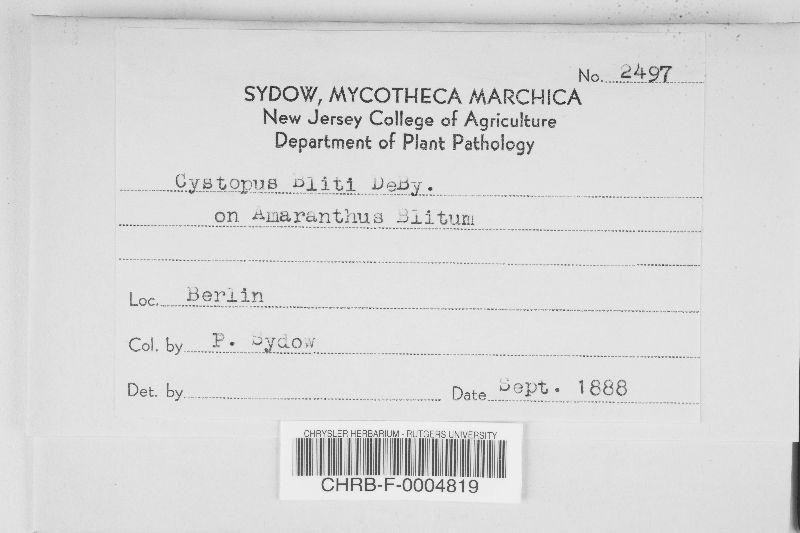 No. 2497
SYDOW, MYCOTHECA MARCHICA
New Jersey College of Agriculture
Department of Plant Pathology
Cystopus Bliti DeBy.
on Amaranthus Blitum
Loc. Berlin
Col. by P. Sydow
Det. by
Date Sept. 1888
CHRYSLER HERBARIUM - RUTGERS UNIVERSITY
CHRB-F-0004819